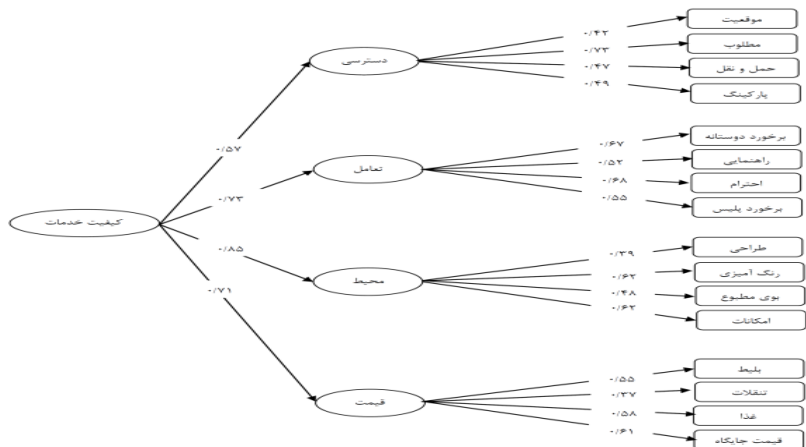 موقعیت
۰/۴۲
مطلوب
۰/۷۳
دسترسی
حمل و نقل
۰/۴۷
پارکینگ
۰/۴۹
۰/۵۷
برخورد دوستانه
۰/۶۷
راهنمایی
۰/۵۲
تعامل
احترام
۰/۶۸
برخورد پلیس
۰/۵۵
۰/۷۳
کیفیت خدمات
طراحی
۰/۳۹
۰/۸۵
رنگ آمیزی
۰/۶۲
محیط
بوی مطبوع
۰/۴۸
امکانات
۰/۶۲
۰/۷۱
بلیط
۰/۵۵
تنقلات
۰/۳۷
قیمت
غذا
۰/۵۸
قیمت جایگاه
۰/۶۱